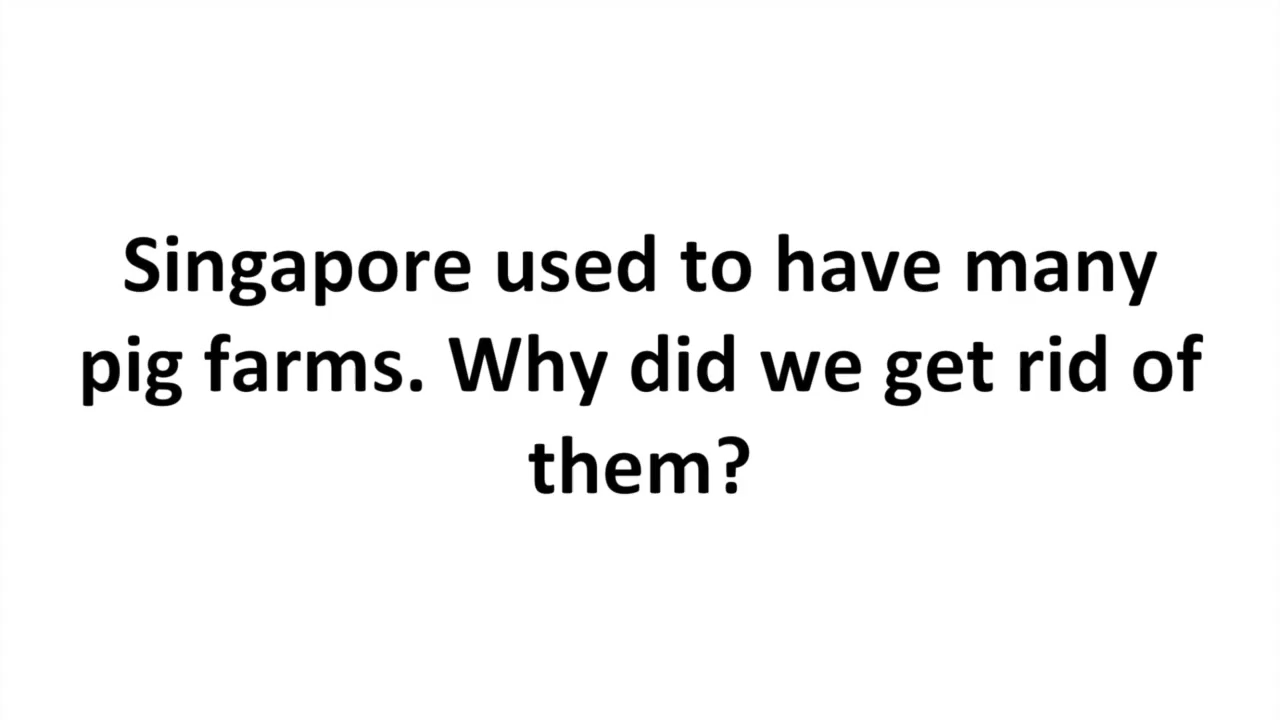 Singapore used to have many
pig farms. Why did we get rid of
them?